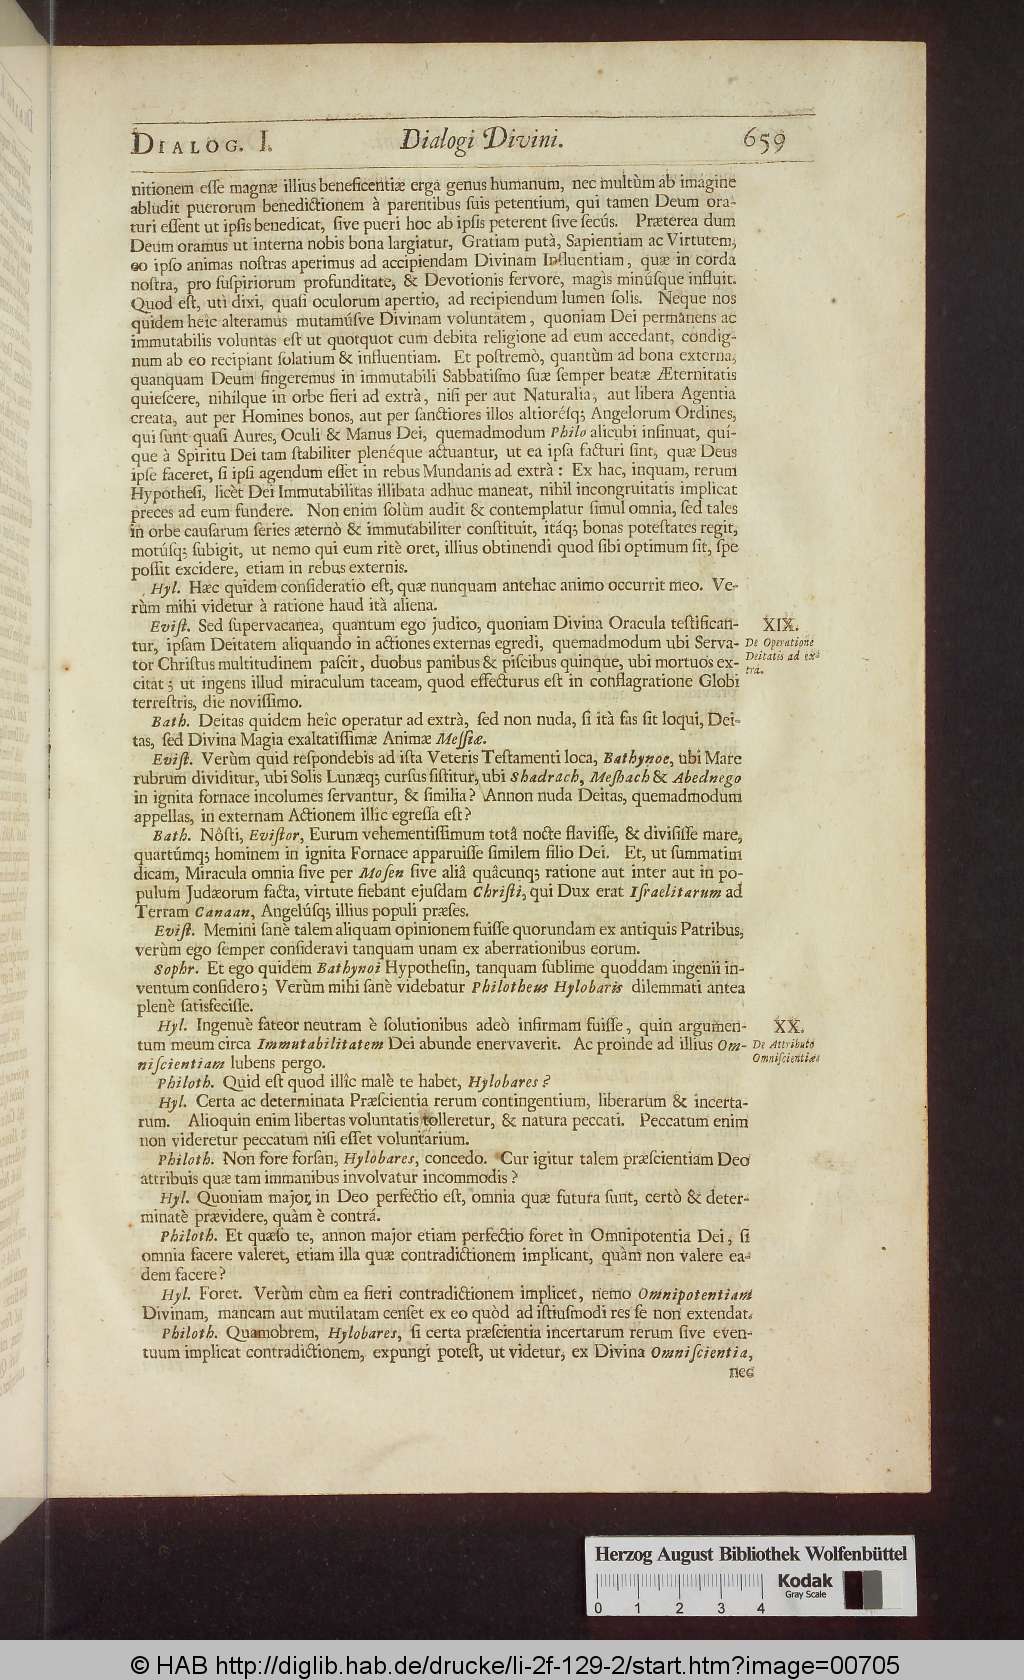 DIALOG. I. Dialogi Divini. 659
nitionem eſſe magnæ illius beneficentiæ erga genus humanum, nec multùm ab imagine
abludit puerorum benedictionem à parentibus ſuis petentium, qui tamen Deum ora-
turi eſſent ut ipſis benedicat, ſive pueri hoc ab ipſis peterent ſive ſecús. Præterea dum
Deum oramus ut interna nobis bona largiatur, Gratiam putà, Sapientiam ac Virtutem,
eo ipſo animas noſtras aperimus ad accipiendam Divinam Influentiam, quæ in corda
noſtra, pro ſuſpiriorum profunditate, & Devotionis fervore, magìs minúſque influit.
Quod eſt, uti dixi, quaſi oculorum apertio, ad recipiendum lumen ſolis. Neque nos
quidem heîc alteramus mutamúſve Divinam voluntatem, quoniam Dei permanens ac
immutabilis voluntas eſt ut quotquot cum debita religione ad eum accedant, condig-
num ab eo recipiant ſolatium & influentiam. Et poſtremò, quantùm ad bona externa,
quanquam Deum fingeremus in immutabili Sabbatiſmo ſuæ ſemper beatæ Æternitatis
quieſcere, nihilque in orbe fieri ad extrà, niſi per aut Naturalia, aut libera Agentia
creata, aut per Homines bonos, aut per ſanctiores illos altioréſq; Angelorum Ordines,
qui ſunt quaſi Aures, Oculi & Manus Dei, quemadmodum Philo alicubi inſinuat, quí-
que à Spiritu Dei tam ſtabiliter plenéque actuantur, ut ea ipſa facturi ſint, quæ Deus
ipſe faceret, ſi ipſi agendum eſſet in rebus Mundanis ad extrà: Ex hac, inquam, rerum
Hypotheſi, licèt Dei Immutabilitas illibata adhuc maneat, nihil incongruitatis implicat
preces ad eum fundere. Non enim ſolùm audit & contemplatur ſimul omnia, ſed tales
in orbe cauſarum ſeries æternò & immutabiliter conſtituit, itáq; bonas poteſtates regit,
motúſq; ſubigit, ut nemo qui eum ritè oret, illius obtinendi quod ſibi optimum ſit, ſpe
poſſit excidere, etiam in rebus externis.
Hyl. Hæc quidem conſideratio eſt, quæ nunquam antehac animo occurrit meo. Ve-
rùm mihi videtur à ratione haud ità aliena.
Eviſt. Sed ſupervacanea, quantum ego judico, quoniam Divina Oracula teſtifican- XIX.
tur, ipſam Deitatem aliquando in actiones externas egredi, quemadmodum ubi Serva- De Operatione
tor Chriſtus multitudinem paſcit, duobus panibus & piſcibus quinque, ubi mortuos ex- Deitatis ad ex-
citat; ut ingens illud miraculum taceam, quod effecturus eſt in conflagratione Globi tra.
terreſtris, die noviſſimo.
Bath. Deitas quidem heîc operatur ad extrà, ſed non nuda, ſi ità fas ſit loqui, Dei-
tas, ſed Divina Magia exaltatiſſimæ Animæ Meſſiæ.
Eviſt. Verùm quid reſpondebis ad iſta Veteris Teſtamenti loca, Bathynoe, ubi Mare
rubrum dividitur, ubi Solis Lunæq; curſus ſiſtitur, ubi Shadrach, Meſhach & Abednego
in ignita fornace incolumes ſervantur, & ſimilia? Annon nuda Deitas, quemadmodum
appellas, in externam Actionem illîc egreſſa eſt?
Bath. Nôſti, Eviſtor, Eurum vehementiſſimum totâ nocte flaviſſe, & diviſiſſe mare,
quartúmq; hominem in ignita Fornace apparuiſſe ſimilem filio Dei. Et, ut ſummatim
dicam, Miracula omnia ſive per Moſen ſive aliâ quâcunq; ratione aut inter aut in po-
pulum Judæorum facta, virtute fiebant ejuſdam Chriſti, qui Dux erat Iſraelitarum ad
Terram Canaan, Angelúſq; illius populi præſes.
Eviſt. Memini ſanè talem aliquam opinionem fuiſſe quorundam ex antiquis Patribus,
verùm ego ſemper conſideravi tanquam unam ex aberrationibus eorum.
Sophr. Et ego quidem Bathynoi Hypotheſin, tanquam ſublime quoddam ingenii in-
ventum conſidero; Verùm mihi ſanè videbatur Philotheus Hylobaris dilemmati antea
plenè ſatisfeciſſe.
Hyl. Ingenuè fateor neutram è ſolutionibus adeò infirmam fuiſſe, quin argumen- XX.
tum meum circa Immutabilitatem Dei abunde enervaverit. Ac proinde ad illius Om- De Attributo
niſcientiam lubens pergo. Omniſcientiæ
Philoth. Quid eſt quod illîc malè te habet, Hylobares?
Hyl. Certa ac determinata Præſcientia rerum contingentium, liberarum & incerta-
rum. Alioquin enim libertas voluntatis tolleretur, & natura peccati. Peccatum enim
non videretur peccatum niſi eſſet voluntarium.
Philoth. Non fore forſan, Hylobares, concedo. Cur igitur talem præſcientiam Deo
attribuis quæ tam immanibus involvatur incommodis?
Hyl. Quoniam major in Deo perfectio eſt, omnia quæ futura ſunt, certò & deter-
minatè prævidere, quàm è contrá.
Philoth. Et quæſo te, annon major etiam perfectio foret in Omnipotentia Dei, ſi
omnia facere valeret, etiam illa quæ contradictionem implicant, quàm non valere ea-
dem facere?
Hyl. Foret. Verùm cùm ea fieri contradictionem implicet, nemo Omnipotentiam
Divinam, mancam aut mutilatam cenſet ex eo quòd ad iſtiuſmodi res ſe non extendat.
Philoth. Quamobrem, Hylobares, ſi certa præſcientia incertarum rerum ſive even-
tuum implicat contradictionem, expungi poteſt, ut videtur, ex Divina Omniſcientia,
nec
Herzog August Bibliothek Wolfenbüttel
Kodak
Gray Scale
0 1 2 3 4
© HAB http://diglib.hab.de/drucke/li-2f-129-2/start.htm?image=00705